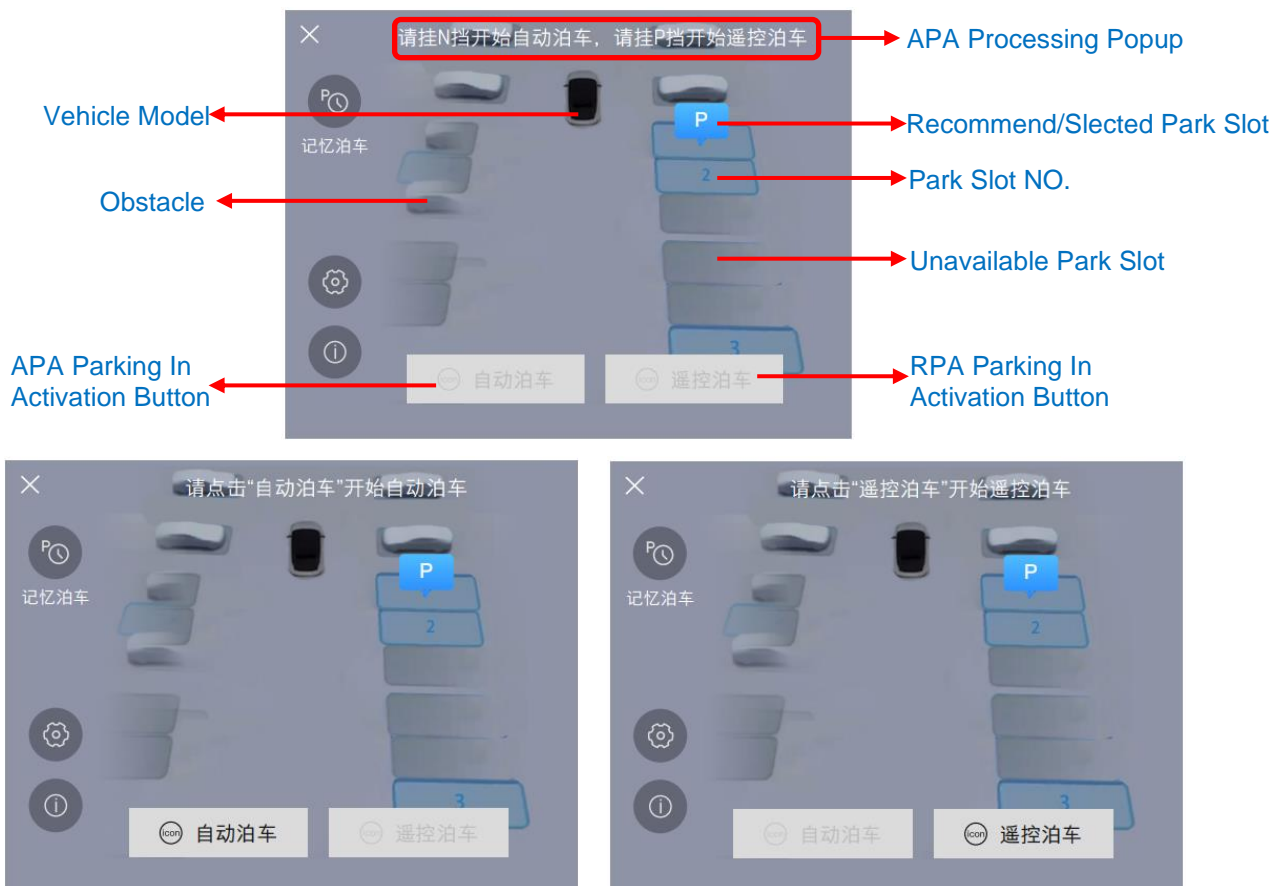 请挂N挡开始自动泊车，请挂P挡开始遥控泊车
APA Processing Popup
P
记忆泊车
Vehicle Model
P
Recommend/Slected Park Slot
2
Park Slot NO.
Obstacle
Unavailable Park Slot
3
APA Parking In
Activation Button
icon 自动泊车
icon 遥控泊车
RPA Parking In
Activation Button
请点击“自动泊车”开始自动泊车
P
记忆泊车
P
2
3
icon 自动泊车
icon 遥控泊车
请点击“遥控泊车”开始遥控泊车
P
记忆泊车
P
2
3
icon 自动泊车
icon 遥控泊车